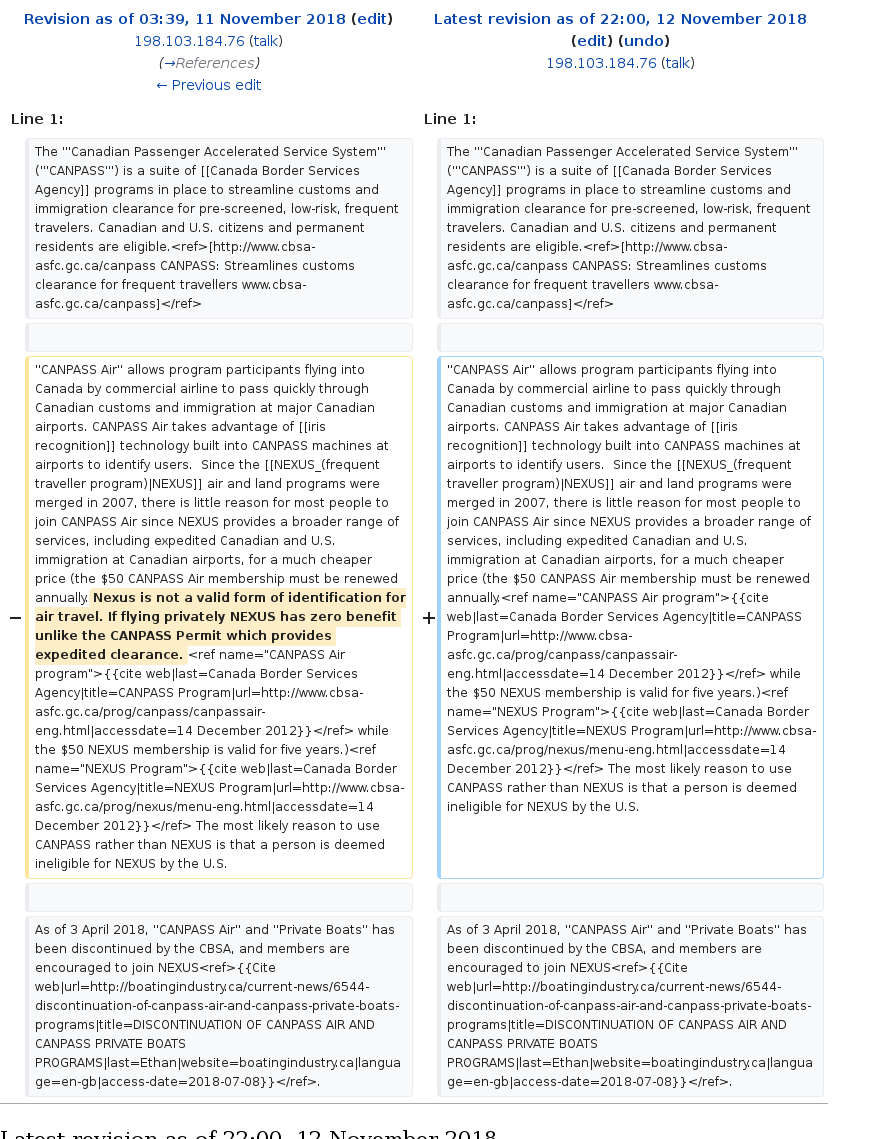 Revision as of 03:39, 11 November 2018 (edit)
198.103.184.76 (talk)
(→References)
← Previous edit
Latest revision as of 22:00, 12 November 2018
(edit) (undo)
198.103.184.76 (talk)
Line 1:
Line 1:
The '''Canadian Passenger Accelerated Service System'''
('''CANPASS''') is a suite of [[Canada Border Services
Agency]] programs in place to streamline customs and
immigration clearance for pre-screened, low-risk, frequent
travelers. Canadian and U.S. citizens and permanent
residents are eligible.<ref>[http://www.cbsa-
asfc.gc.ca/canpass CANPASS: Streamlines customs
clearance for frequent travellers www.cbsa-
asfc.gc.ca/canpass]</ref>
The '''Canadian Passenger Accelerated Service System'''
('''CANPASS''') is a suite of [[Canada Border Services
Agency]] programs in place to streamline customs and
immigration clearance for pre-screened, low-risk, frequent
travelers. Canadian and U.S. citizens and permanent
residents are eligible.<ref>[http://www.cbsa-
asfc.gc.ca/canpass CANPASS: Streamlines customs
clearance for frequent travellers www.cbsa-
asfc.gc.ca/canpass]</ref>
−
''CANPASS Air'' allows program participants flying into
Canada by commercial airline to pass quickly through
Canadian customs and immigration at major Canadian
airports. CANPASS Air takes advantage of [[iris
recognition]] technology built into CANPASS machines at
airports to identify users.  Since the [[NEXUS_(frequent
traveller program)|NEXUS]] air and land programs were
merged in 2007, there is little reason for most people to
join CANPASS Air since NEXUS provides a broader range of
services, including expedited Canadian and U.S.
immigration at Canadian airports, for a much cheaper
price (the $50 CANPASS Air membership must be renewed
annually. Nexus is not a valid form of identification for
air travel. If flying privately NEXUS has zero benefit
unlike the CANPASS Permit which provides
expedited clearance. <ref name="CANPASS Air
program">{{cite web|last=Canada Border Services
Agency|title=CANPASS Program|url=http://www.cbsa-
asfc.gc.ca/prog/canpass/canpassair-
eng.html|accessdate=14 December 2012}}</ref> while
the $50 NEXUS membership is valid for five years.)<ref
name="NEXUS Program">{{cite web|last=Canada Border
Services Agency|title=NEXUS Program|url=http://www.cbsa-
asfc.gc.ca/prog/nexus/menu-eng.html|accessdate=14
December 2012}}</ref> The most likely reason to use
CANPASS rather than NEXUS is that a person is deemed
ineligible for NEXUS by the U.S.
+
''CANPASS Air'' allows program participants flying into
Canada by commercial airline to pass quickly through
Canadian customs and immigration at major Canadian
airports. CANPASS Air takes advantage of [[iris
recognition]] technology built into CANPASS machines at
airports to identify users.  Since the [[NEXUS_(frequent
traveller program)|NEXUS]] air and land programs were
merged in 2007, there is little reason for most people to
join CANPASS Air since NEXUS provides a broader range of
services, including expedited Canadian and U.S.
immigration at Canadian airports, for a much cheaper
price (the $50 CANPASS Air membership must be renewed
annually.<ref name="CANPASS Air program">{{cite
web|last=Canada Border Services Agency|title=CANPASS
Program|url=http://www.cbsa-
asfc.gc.ca/prog/canpass/canpassair-
eng.html|accessdate=14 December 2012}}</ref> while
the $50 NEXUS membership is valid for five years.)<ref
name="NEXUS Program">{{cite web|last=Canada Border
Services Agency|title=NEXUS Program|url=http://www.cbsa-
asfc.gc.ca/prog/nexus/menu-eng.html|accessdate=14
December 2012}}</ref> The most likely reason to use
CANPASS rather than NEXUS is that a person is deemed
ineligible for NEXUS by the U.S.
As of 3 April 2018, ''CANPASS Air'' and ''Private Boats'' has
been discontinued by the CBSA, and members are
encouraged to join NEXUS<ref>{{Cite
web|url=http://boatingindustry.ca/current-news/6544-
discontinuation-of-canpass-air-and-canpass-private-boats-
programs|title=DISCONTINUATION OF CANPASS AIR AND
CANPASS PRIVATE BOATS
PROGRAMS|last=Ethan|website=boatingindustry.ca|langua
ge=en-gb|access-date=2018-07-08}}</ref>.
As of 3 April 2018, ''CANPASS Air'' and ''Private Boats'' has
been discontinued by the CBSA, and members are
encouraged to join NEXUS<ref>{{Cite
web|url=http://boatingindustry.ca/current-news/6544-
discontinuation-of-canpass-air-and-canpass-private-boats-
programs|title=DISCONTINUATION OF CANPASS AIR AND
CANPASS PRIVATE BOATS
PROGRAMS|last=Ethan|website=boatingindustry.ca|langua
ge=en-gb|access-date=2018-07-08}}</ref>.
Latest revision as of 22:00, 12 November 2018